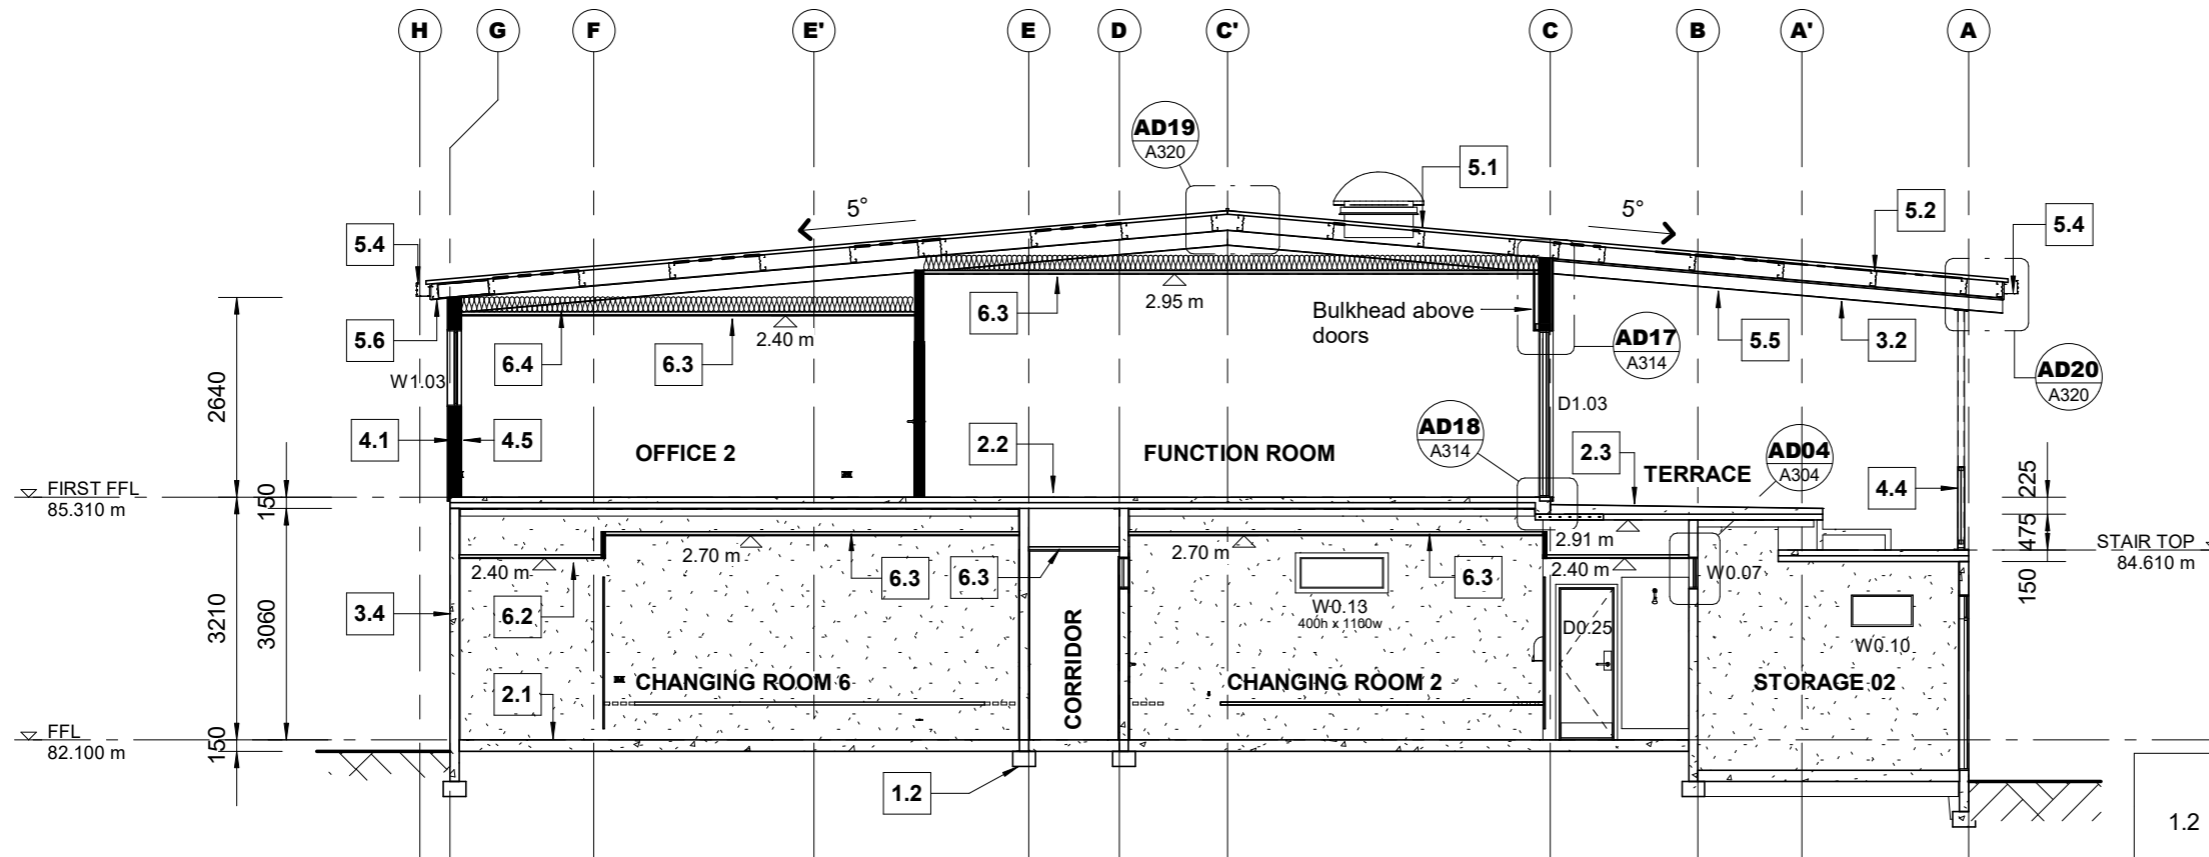 H G F E' E D C' C B A' A
AD19
A320
5.1
5°
5°
5.2
5.4
5.4
6.3
2.95 m
Bulkhead above
doors
AD17
A314
5.5
3.2
AD20
A320
5.6
6.4
6.3
2.40 m
W1.03
2640
D1.03
4.1
4.5
OFFICE 2
2.2
FUNCTION ROOM
AD18
A314
2.3
TERRACE
AD04
A304
4.4
225
FIRST FFL
85.310 m
150
475
STAIR TOP
84.610 m
150
2.40 m
2.70 m
6.3
6.3
2.70 m
6.3
2.91 m
2.40 m
W0.07
3210
3060
3.4
6.2
W0.13
400h x 1100w
D0.25
W0.10
2.1
CHANGING ROOM 6
CORRIDOR
CHANGING ROOM 2
STORAGE 02
FFL
82.100 m
150
1.2
1.2